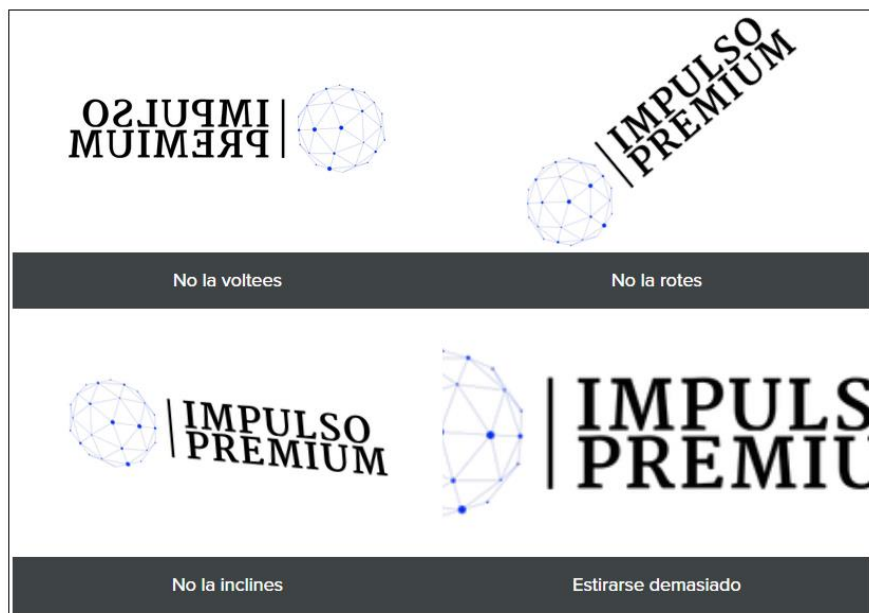 IMPULSO
PREMIUM
IMPULSO
PREMIUM
No la voltees
No la rotes
IMPULSO
PREMIUM
IMPULS
PREMIU
No la inclines
Estirarse demasiado